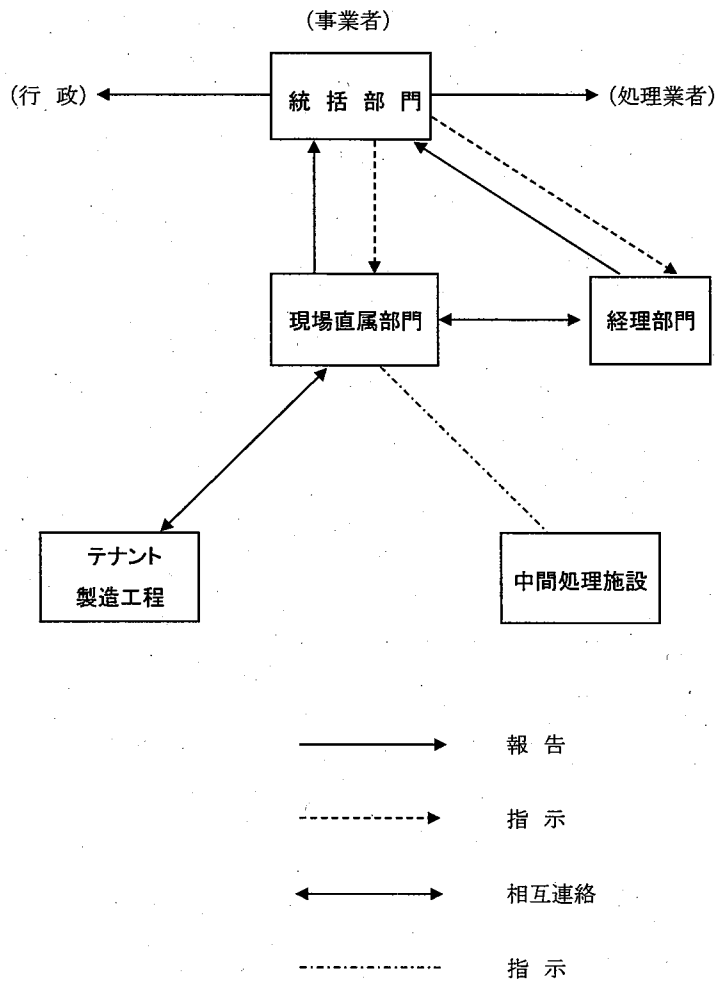 (事業者)
(行 政)
統 括 部 門
(処理業者)
現場直属部門
経理部門
テナント
製造工程
中間処理施設
報 告
指 示
相互連絡
指 示